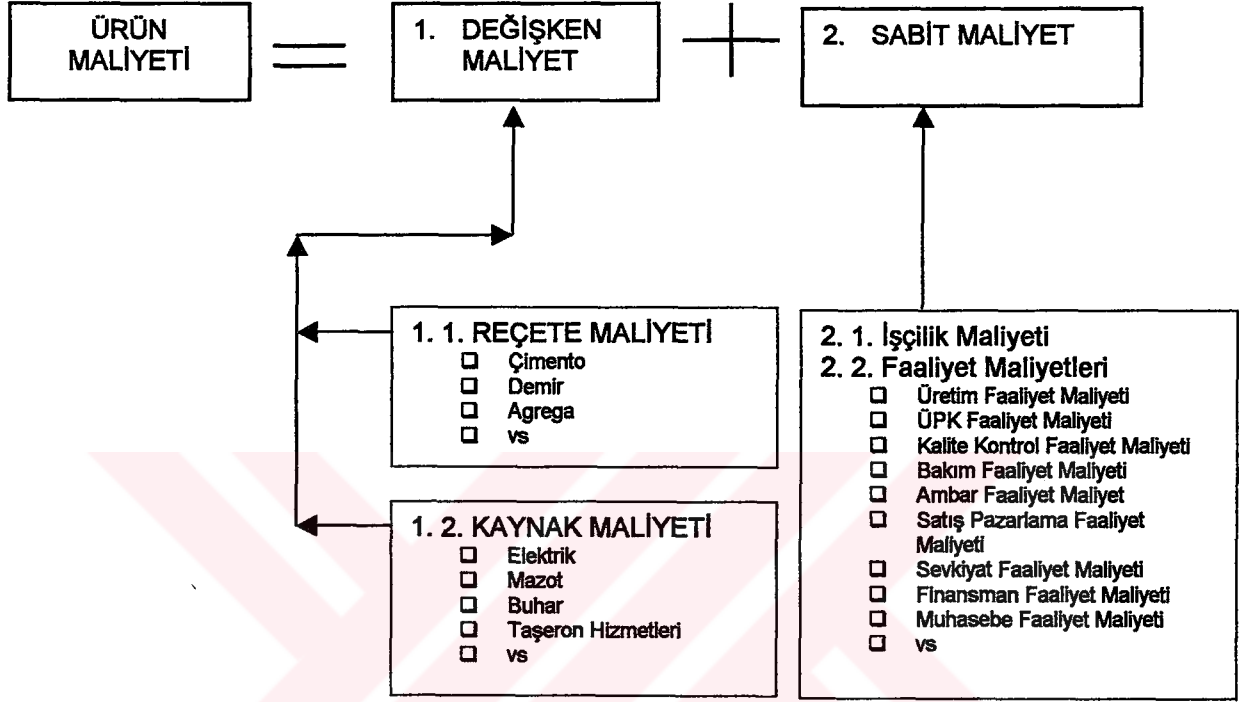 ÜRÜN
MALİYETİ
1. DEĞİŞKEN
MALİYET
2. SABİT MALİYET
1. 1. REÇETE MALİYETİ
Çimento
Demir
Agrega
vs
1. 2. KAYNAK MALİYETİ
Elektrik
Mazot
Buhar
Taşeron Hizmetleri
vs
2. 1. İşçilik Maliyeti
2. 2. Faaliyet Maliyetleri
Üretim Faaliyet Maliyeti
ÜPK Faaliyet Maliyeti
Kalite Kontrol Faaliyet Maliyeti
Bakım Faaliyet Maliyeti
Ambar Faaliyet Maliyet
Satış Pazarlama Faaliyet
Maliyeti
Sevkiyat Faaliyet Maliyeti
Finansman Faaliyet Maliyeti
Muhasebe Faaliyet Maliyeti
vs